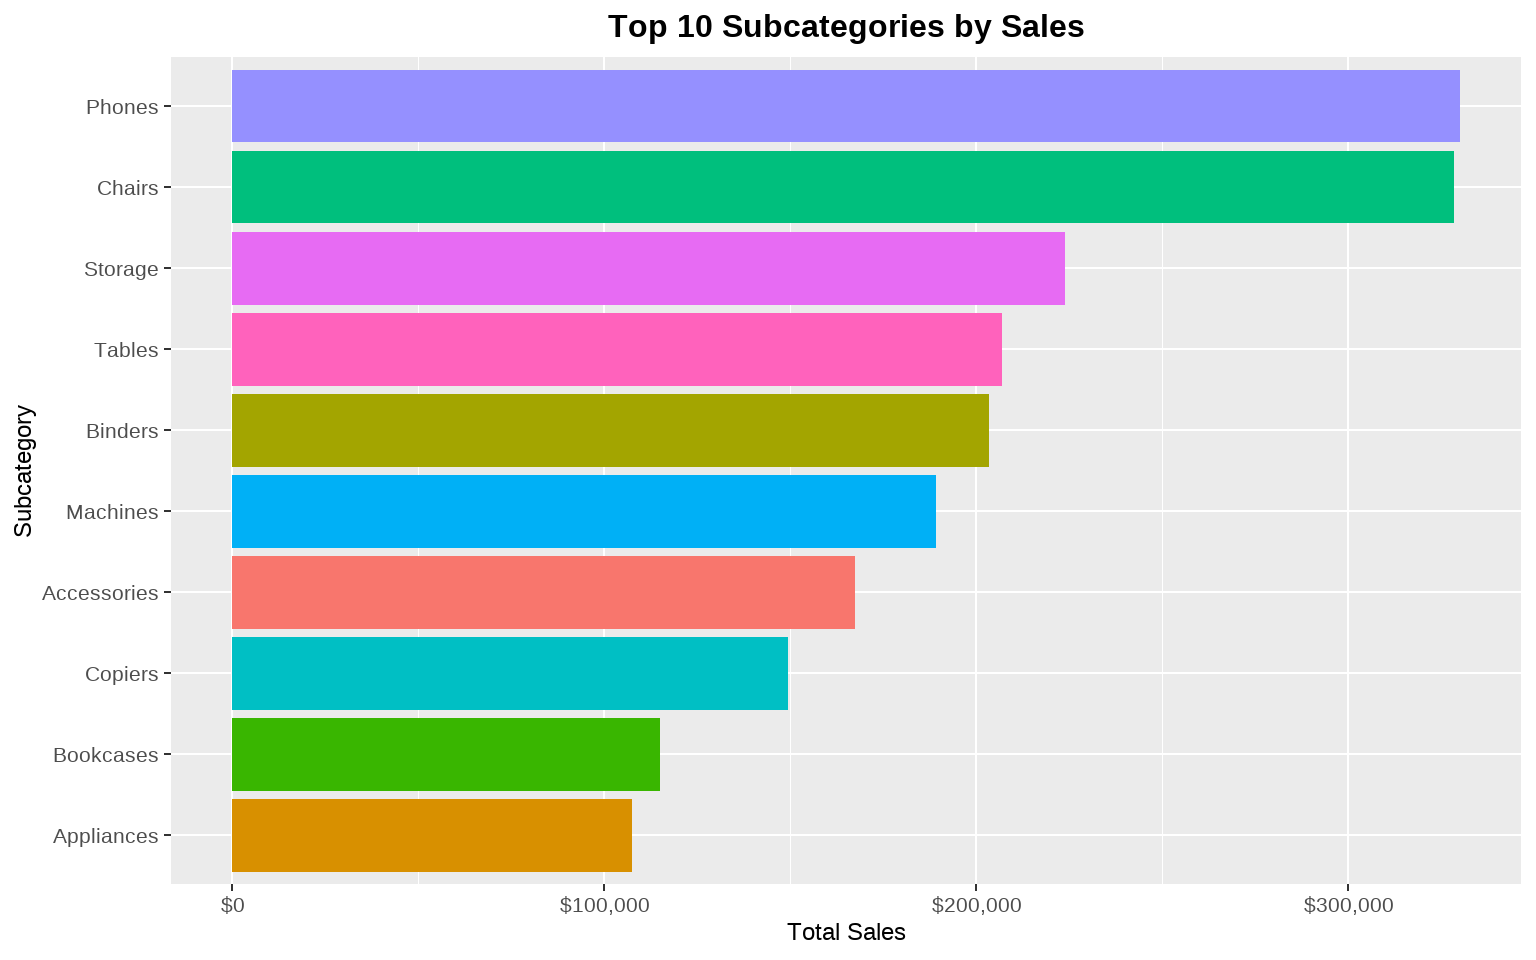 Top 10 Subcategories by Sales
Subcategory
Phones
Chairs
Storage
Tables
Binders
Machines
Accessories
Copiers
Bookcases
Appliances
$0 $100,000 $200,000 $300,000
Total Sales